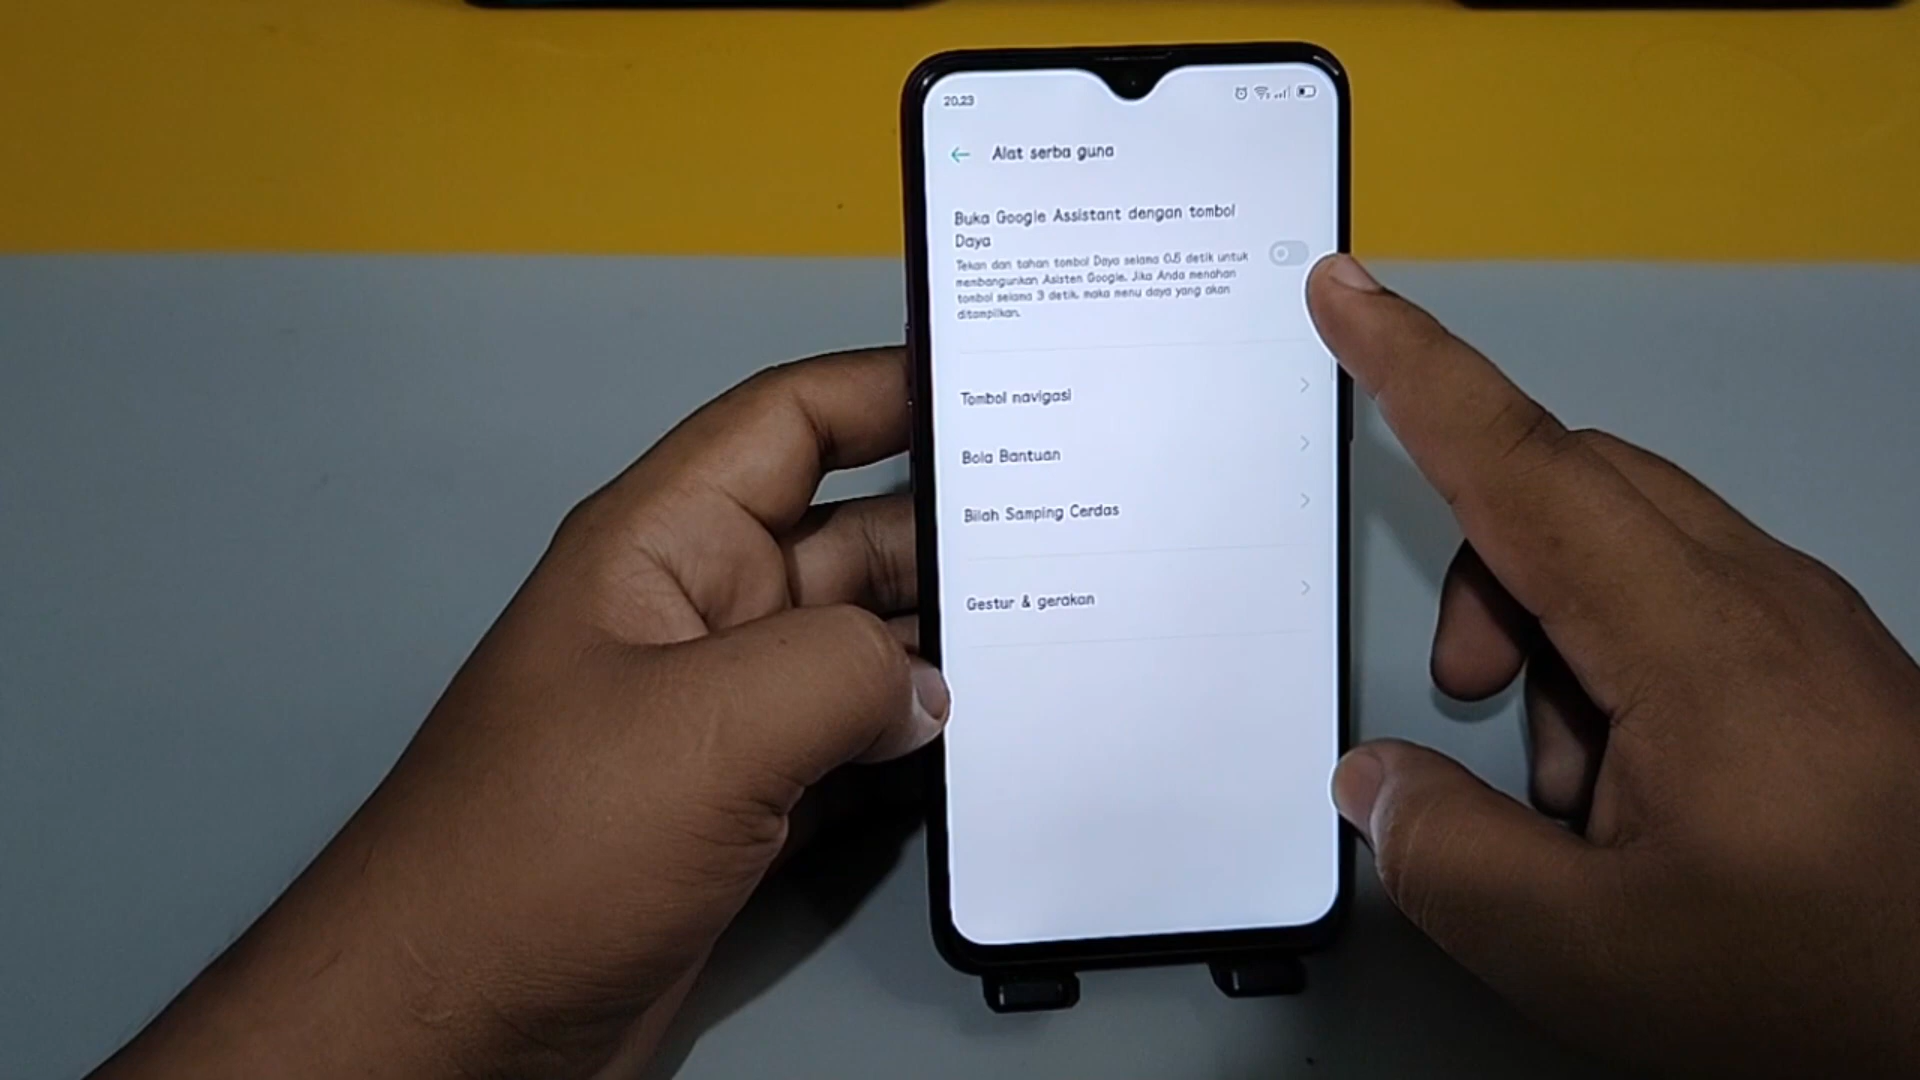 20.23
Alat serba guna
Buka Google Assistant dengan tombol
Daya
Tekan dan tahan tombol Daya selama 0,5 detik untuk
membangunkan Asisten Google. Jika Anda menahan
tombol selama 3 detik, maka menu daya yang akan
ditampilkan.
Tombol navigasi
Bola Bantuan
Bilah Samping Cerdas
Gestur & gerakan